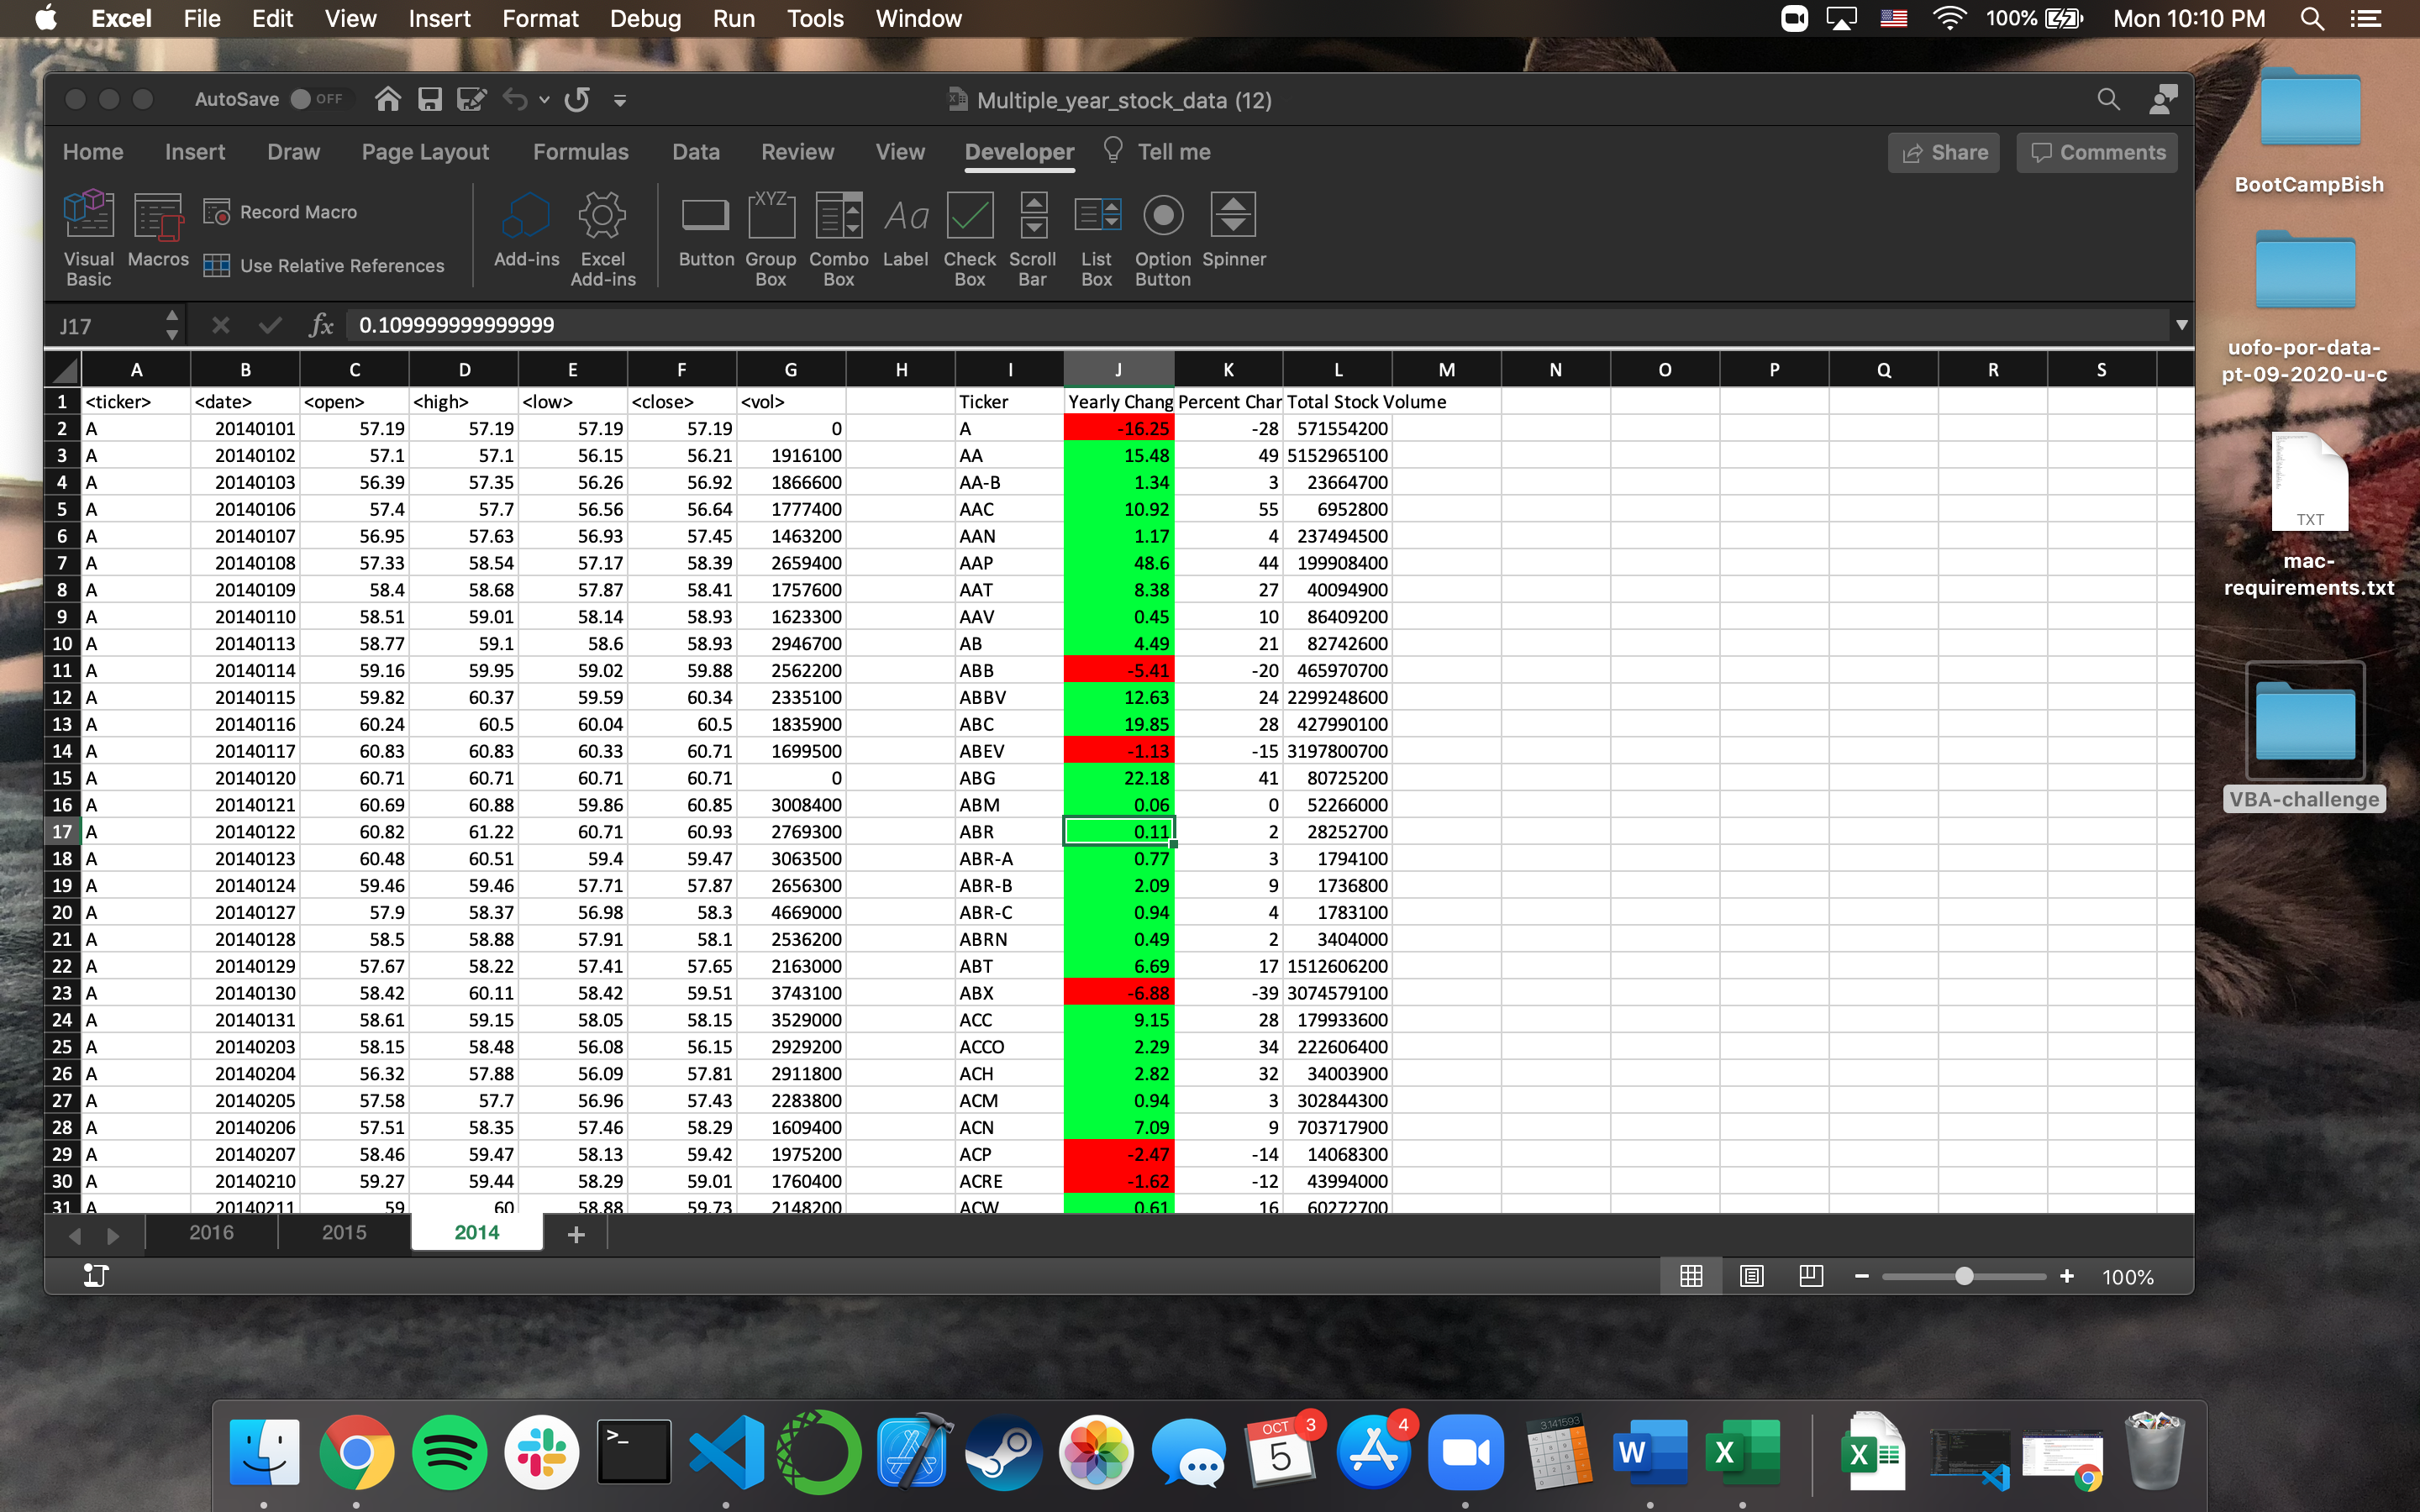 Excel File Edit View Insert Format Debug Run Tools Window 100% Mon 10:10 PM
AutoSave OFF Multiple_year_stock_data (12)
Home Insert Draw Page Layout Formulas Data Review View Developer Tell me Share Comments
Visual Basic Macros Record Macro Use Relative References Add-ins Excel Add-ins Button XYZ Group Box Combo Box Aa Label Check Box Scroll Bar List Box Option Button Spinner
J17 fx 0.109999999999999
A B C D E F G H I J K L M N O P Q R S
1 <ticker> <date> <open> <high> <low> <close> <vol> Ticker Yearly Chang Percent Char Total Stock Volume
2 A 20140101 57.19 57.19 57.19 57.19 0 A -16.25 -28 571554200
3 A 20140102 57.1 57.1 56.15 56.21 1916100 AA 15.48 49 5152965100
4 A 20140103 56.39 57.35 56.26 56.92 1866600 AA-B 1.34 3 23664700
5 A 20140106 57.4 57.7 56.56 56.64 1777400 AAC 10.92 55 6952800
6 A 20140107 56.95 57.63 56.93 57.45 1463200 AAN 1.17 4 237494500
7 A 20140108 57.33 58.54 57.17 58.39 2659400 AAP 48.6 44 199908400
8 A 20140109 58.4 58.68 57.87 58.41 1757600 AAT 8.38 27 40094900
9 A 20140110 58.51 59.01 58.14 58.93 1623300 AAV 0.45 10 86409200
10 A 20140113 58.77 59.1 58.6 58.93 2946700 AB 4.49 21 82742600
11 A 20140114 59.16 59.95 59.02 59.88 2562200 ABB -5.41 -20 465970700
12 A 20140115 59.82 60.37 59.59 60.34 2335100 ABBV 12.63 24 2299248600
13 A 20140116 60.24 60.5 60.04 60.5 1835900 ABC 19.85 28 427990100
14 A 20140117 60.83 60.83 60.33 60.71 1699500 ABEV -1.13 -15 3197800700
15 A 20140120 60.71 60.71 60.71 60.71 0 ABG 22.18 41 80725200
16 A 20140121 60.69 60.88 59.86 60.85 3008400 ABM 0.06 0 52266000
17 A 20140122 60.82 61.22 60.71 60.93 2769300 ABR 0.11 2 28252700
18 A 20140123 60.48 60.51 59.4 59.47 3063500 ABR-A 0.77 3 1794100
19 A 20140124 59.46 59.46 57.71 57.87 2656300 ABR-B 2.09 9 1736800
20 A 20140127 57.9 58.37 56.98 58.3 4669000 ABR-C 0.94 4 1783100
21 A 20140128 58.5 58.88 57.91 58.1 2536200 ABRN 0.49 2 3404000
22 A 20140129 57.67 58.22 57.41 57.65 2163000 ABT 6.69 17 1512606200
23 A 20140130 58.42 60.11 58.42 59.51 3743100 ABX -6.88 -39 3074579100
24 A 20140131 58.61 59.15 58.05 58.15 3529000 ACC 9.15 28 179933600
25 A 20140203 58.15 58.48 56.08 56.15 2929200 ACCO 2.29 34 222606400
26 A 20140204 56.32 57.88 56.09 57.81 2911800 ACH 2.82 32 34003900
27 A 20140205 57.58 57.7 56.96 57.43 2283800 ACM 0.94 3 302844300
28 A 20140206 57.51 58.35 57.46 58.29 1609400 ACN 7.09 9 703717900
29 A 20140207 58.46 59.47 58.13 59.42 1975200 ACP -2.47 -14 14068300
30 A 20140210 59.27 59.44 58.29 59.01 1760400 ACRE -1.62 -12 43994000
31 A 20140211 59 60 58.88 59.73 2148200 ACW 0.61 16 60272700
2016 2015 2014 +
100%
BootCampBish
uofo-por-data-
pt-09-2020-u-c
TXT
mac-
requirements.txt
VBA-challenge
OCT 5 3
4
3.141593
W
X
X